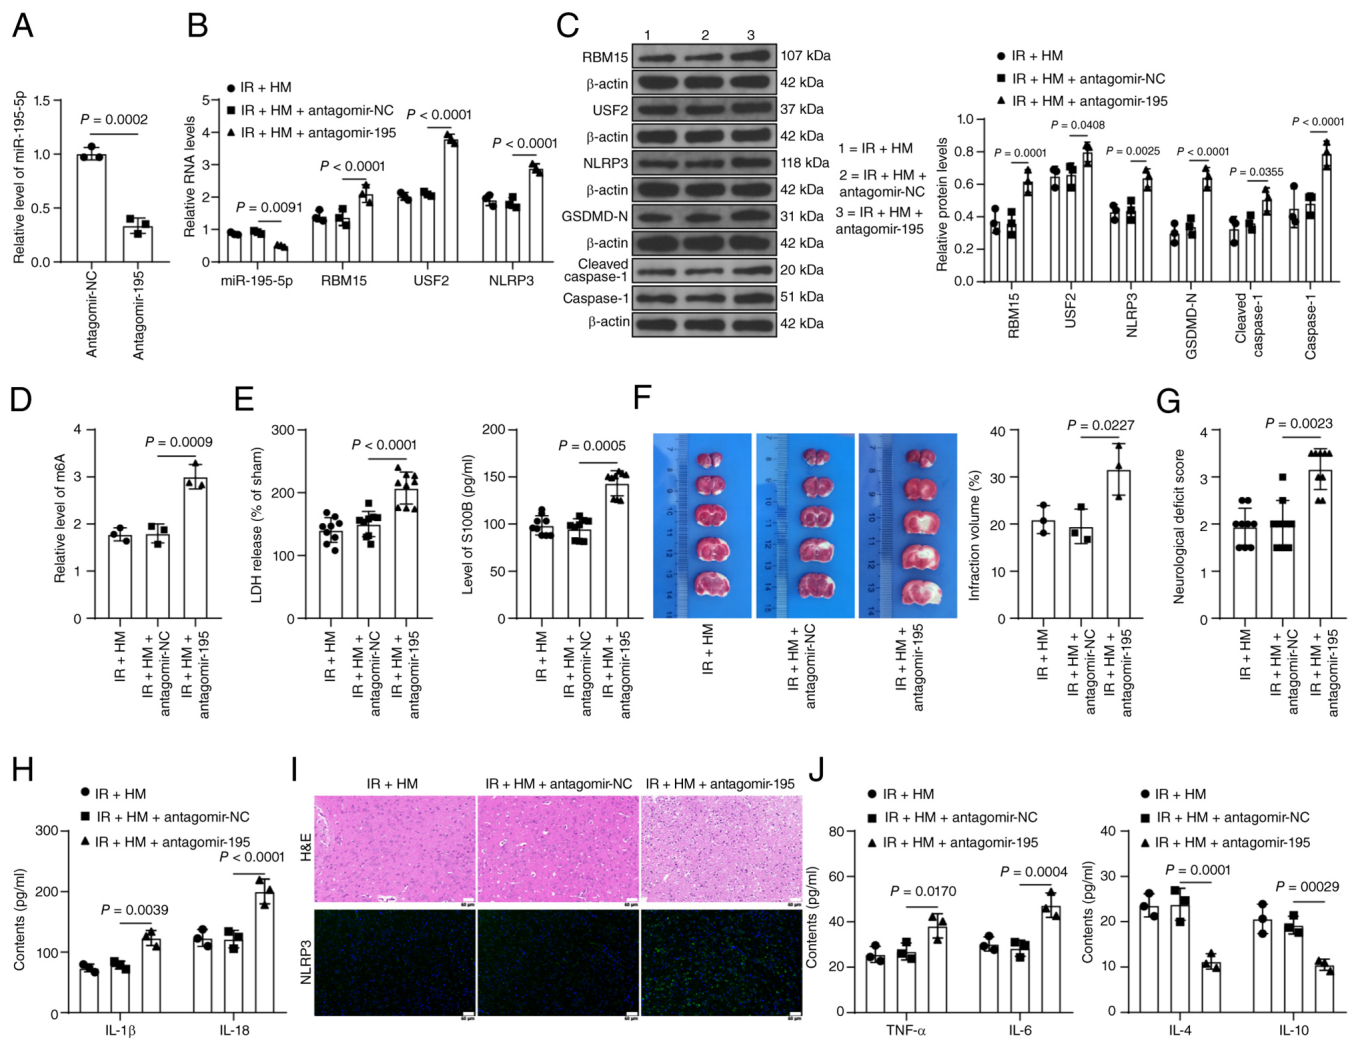 A
Relative level of miR-195-5p
1.5
1.0
0.5
0.0
P = 0.0002
Antagomir-NC
Antagomir-195
B
IR + HM
IR + HM + antagomir-NC
IR + HM + antagomir-195
Relative RNA levels
5
4
3
2
1
0
P = 0.0091
P < 0.0001
P < 0.0001
P < 0.0001
miR-195-5p
RBM15
USF2
NLRP3
C
1 2 3
RBM15 107 kDa
β-actin 42 kDa
USF2 37 kDa
β-actin 42 kDa
NLRP3 118 kDa
β-actin 42 kDa
GSDMD-N 31 kDa
β-actin 42 kDa
Cleaved
caspase-1 20 kDa
Caspase-1 51 kDa
β-actin 42 kDa
1 = IR + HM
2 = IR + HM +
antagomir-NC
3 = IR + HM +
antagomir-195
IR + HM
IR + HM + antagomir-NC
IR + HM + antagomir-195
Relative protein levels
1.0
0.8
0.6
0.4
0.2
0.0
P = 0.0001
P = 0.0408
P = 0.0025
P < 0.0001
P = 0.0355
P < 0.0001
RBM15
USF2
NLRP3
GSDMD-N
Cleaved
caspase-1
Caspase-1
D
Relative level of m6A
4
3
2
1
0
P = 0.0009
IR + HM
IR + HM +
antagomir-NC
IR + HM +
antagomir-195
E
LDH release (% of sham)
300
200
100
0
P < 0.0001
IR + HM
IR + HM +
antagomir-NC
IR + HM +
antagomir-195
Level of S100B (pg/ml)
200
150
100
50
0
P = 0.0005
IR + HM
IR + HM +
antagomir-NC
IR + HM +
antagomir-195
F
IR + HM
IR + HM +
antagomir-NC
IR + HM +
antagomir-195
Infraction volume (%)
40
30
20
10
0
P = 0.0227
IR + HM
IR + HM +
antagomir-NC
IR + HM +
antagomir-195
G
Neurological deficit score
4
3
2
1
0
P = 0.0023
IR + HM
IR + HM +
antagomir-NC
IR + HM +
antagomir-195
H
IR + HM
IR + HM + antagomir-NC
IR + HM + antagomir-195
Contents (pg/ml)
300
200
100
0
P = 0.0039
P < 0.0001
IL-1β
IL-18
I
IR + HM
IR + HM + antagomir-NC
IR + HM + antagomir-195
H&E
NLRP3
J
IR + HM
IR + HM + antagomir-NC
IR + HM + antagomir-195
Contents (pg/ml)
80
60
40
20
0
P = 0.0170
P = 0.0004
TNF-α
IL-6
IR + HM
IR + HM + antagomir-NC
IR + HM + antagomir-195
Contents (pg/ml)
40
30
20
10
0
P = 0.0001
P = 00029
IL-4
IL-10